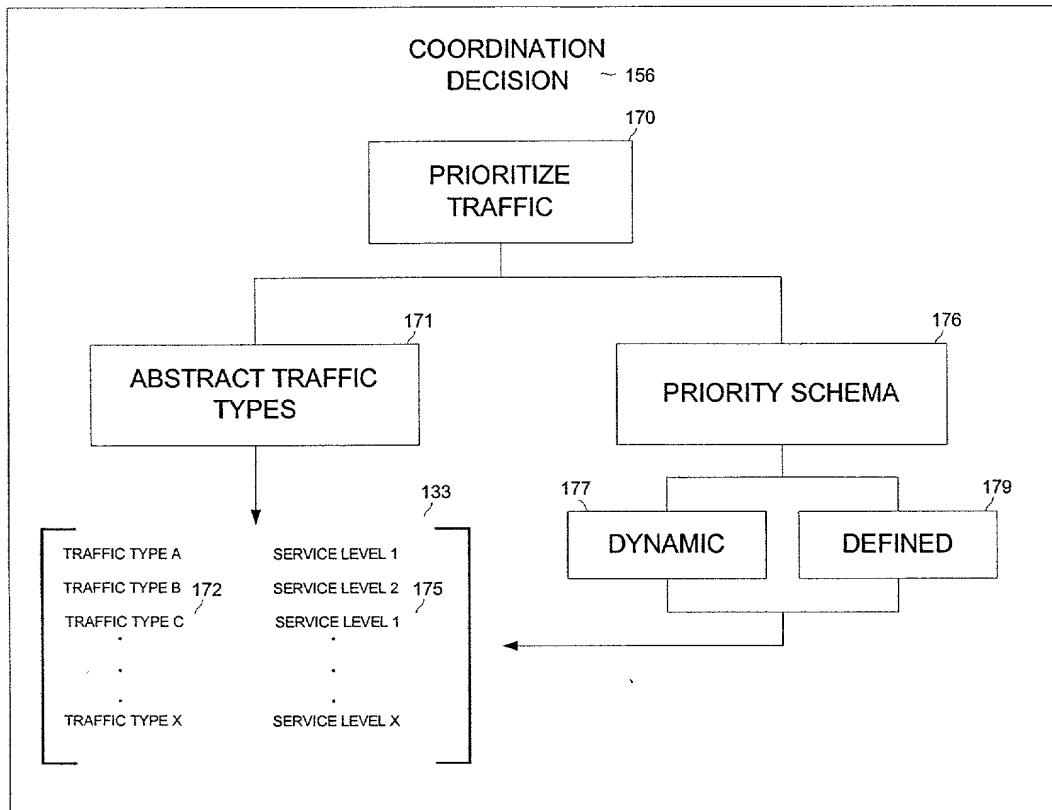 COORDINATION
DECISION
156
170
PRIORITIZE
TRAFFIC
171
ABSTRACT TRAFFIC
TYPES
176
PRIORITY SCHEMA
177
DYNAMIC
179
DEFINED
133
TRAFFIC TYPE A SERVICE LEVEL 1
TRAFFIC TYPE B 172 SERVICE LEVEL 2 175
TRAFFIC TYPE C SERVICE LEVEL 1
. .
. .
. .
TRAFFIC TYPE X SERVICE LEVEL X